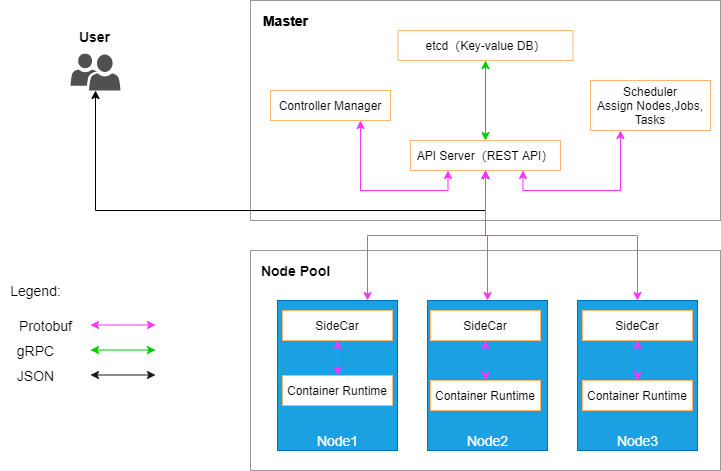 User
Master
etcd（Key-value DB）
Controller Manager
Scheduler
Assign Nodes,Jobs,
Tasks
API Server（REST API）
Node Pool
Legend:
Protobuf
gRPC
JSON
SideCar
Container Runtime
Node1
SideCar
Container Runtime
Node2
SideCar
Container Runtime
Node3